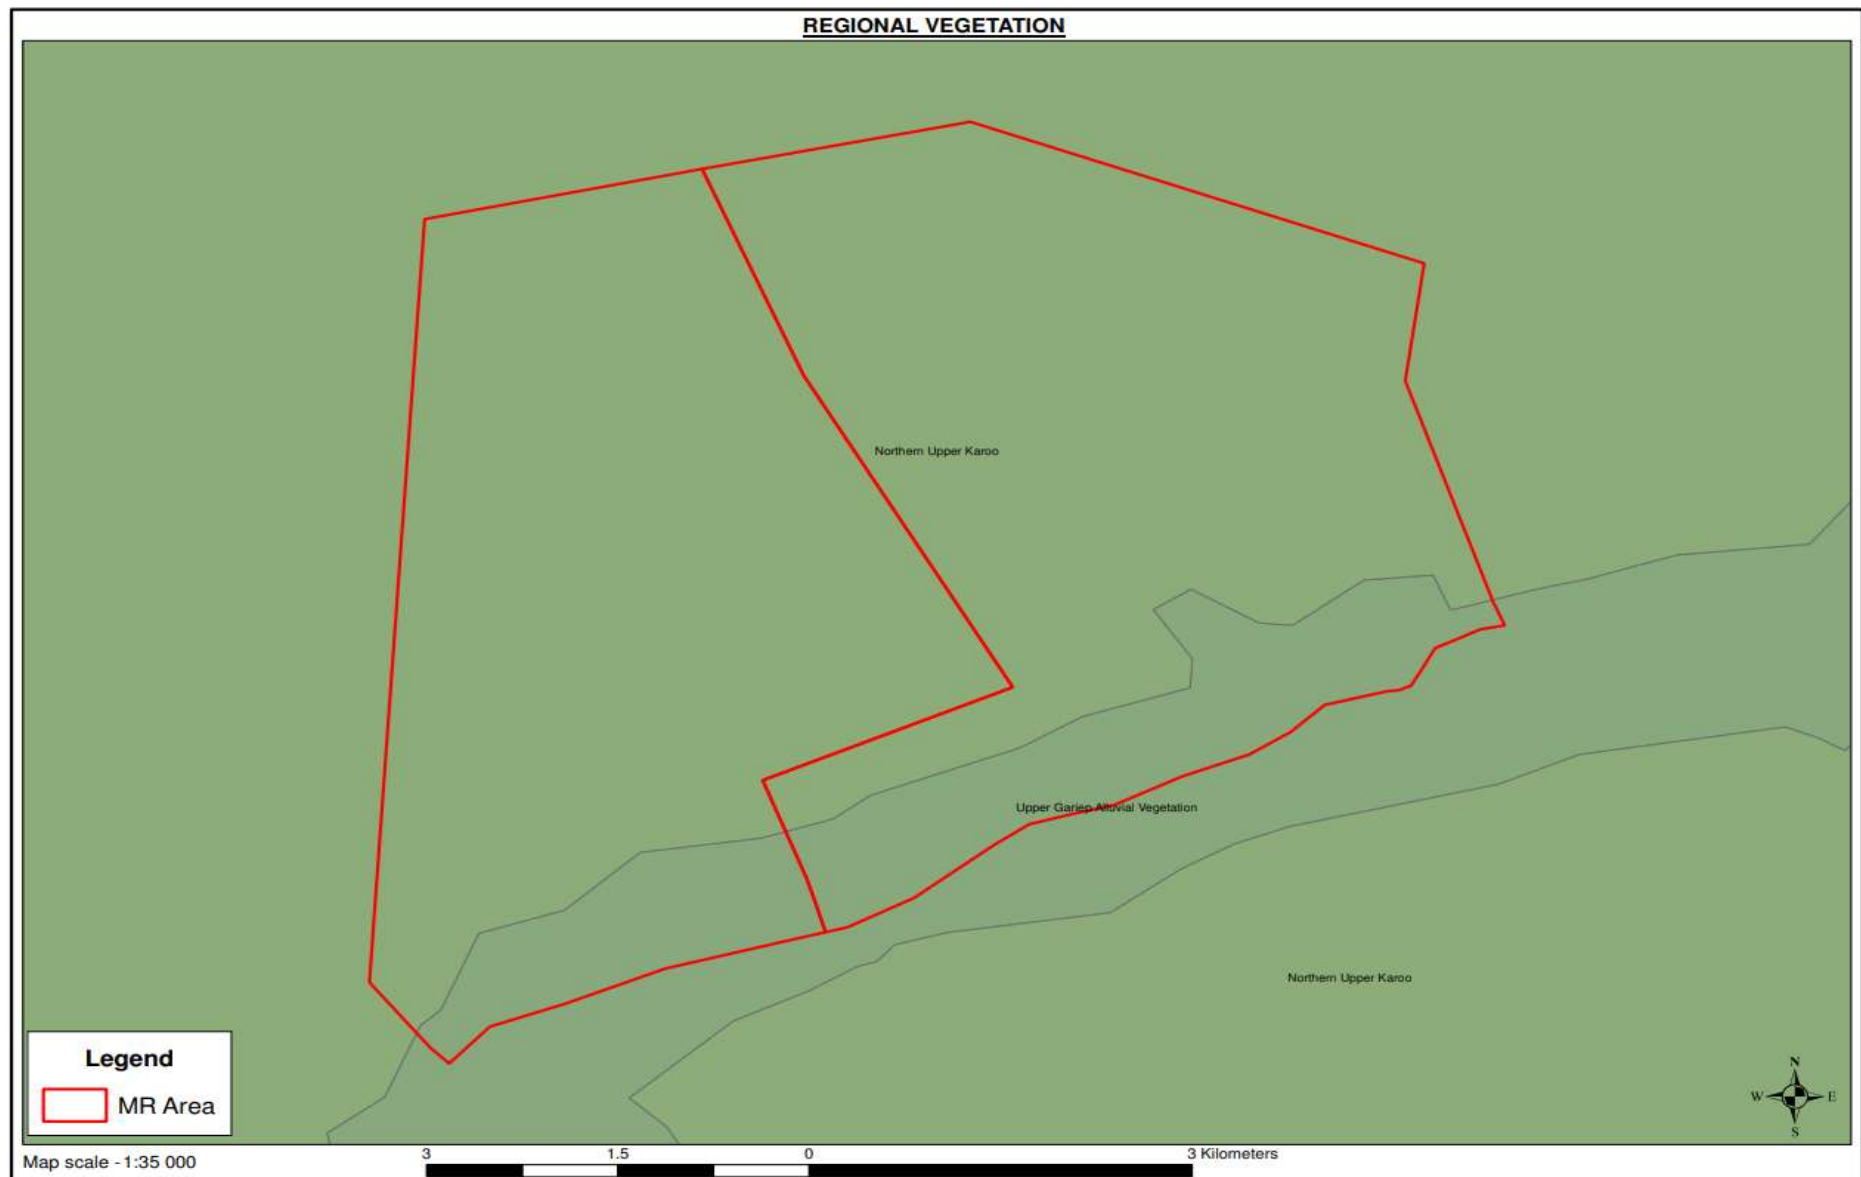 REGIONAL VEGETATION
Northern Upper Karoo
Upper Gariep Alluvial Vegetation
Northern Upper Karoo
Legend
MR Area
N
W E
S
Map scale - 1:35 000
3 1.5 0 3 Kilometers